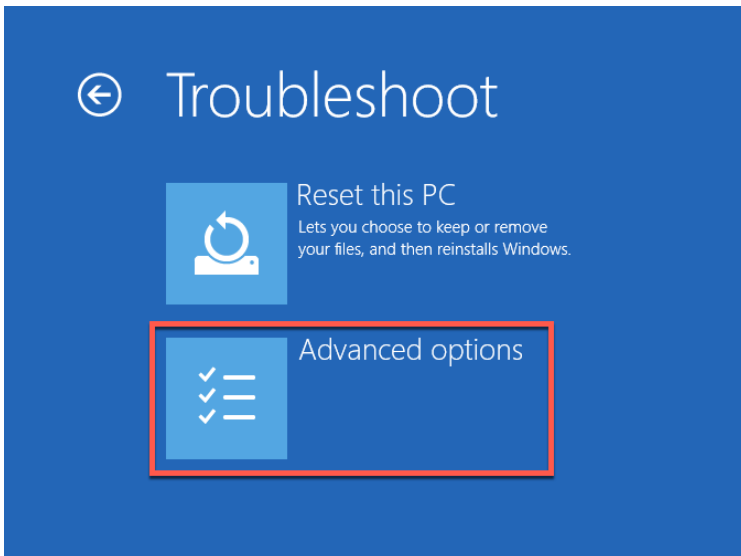 Troubleshoot
Reset this PC
Lets you choose to keep or remove
your files, and then reinstalls Windows.
Advanced options